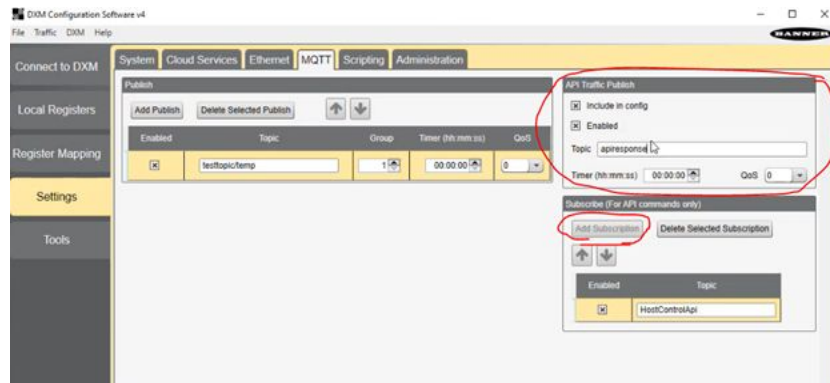 DXM Configuration Software v4
File Traffic DXM Help
BANNER
Connect to DXM
Local Registers
Register Mapping
Settings
Tools
System Cloud Services Ethernet MQTT Scripting Administration
Publish
Add Publish Delete Selected Publish
Enabled Topic Group Timer (hh:mm:ss) QoS
testtopic/temp 1 00:00:00 0
API Traffic Publish
Include in config
Enabled
Topic apiresponse
Timer (hh:mm:ss) 00:00:00 QoS 0
Subscribe (For API commands only)
Add Subscription Delete Selected Subscription
Enabled Topic
HostControlApi